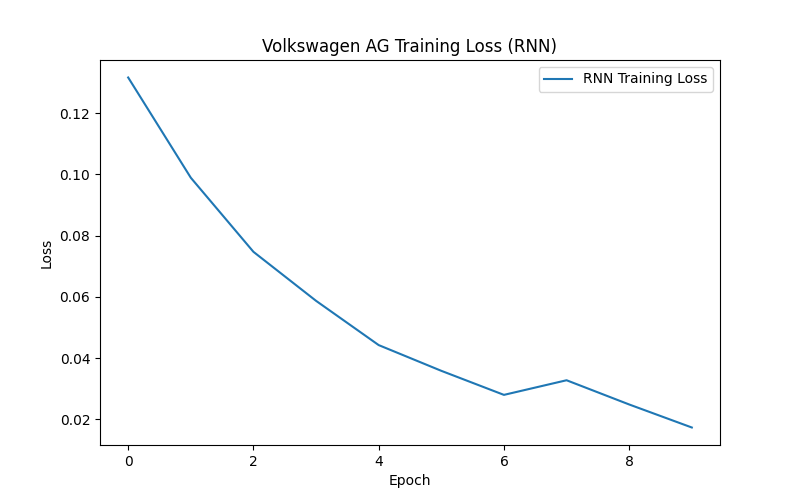 Volkswagen AG Training Loss (RNN)
RNN Training Loss
0.12
0.10
0.08
0.06
0.04
0.02
Loss
0 2 4 6 8
Epoch